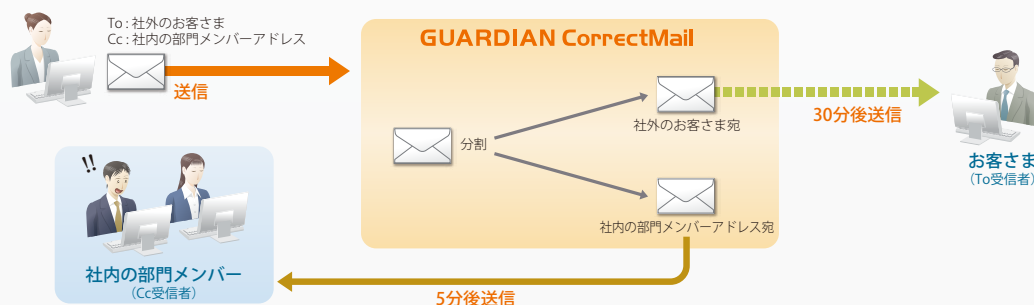 To : 社外のお客さま
Cc : 社内の部門メンバーアドレス
送信
GUARDIAN CorrectMail
分割
社外のお客さま宛
社内の部門メンバーアドレス宛
30分後送信
お客さま
(To受信者)
!!
社内の部門メンバー
(Cc受信者)
5分後送信